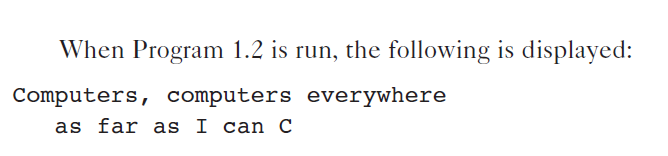 When Program 1.2 is run, the following is displayed:
Computers, computers everywhere
as far as I can C